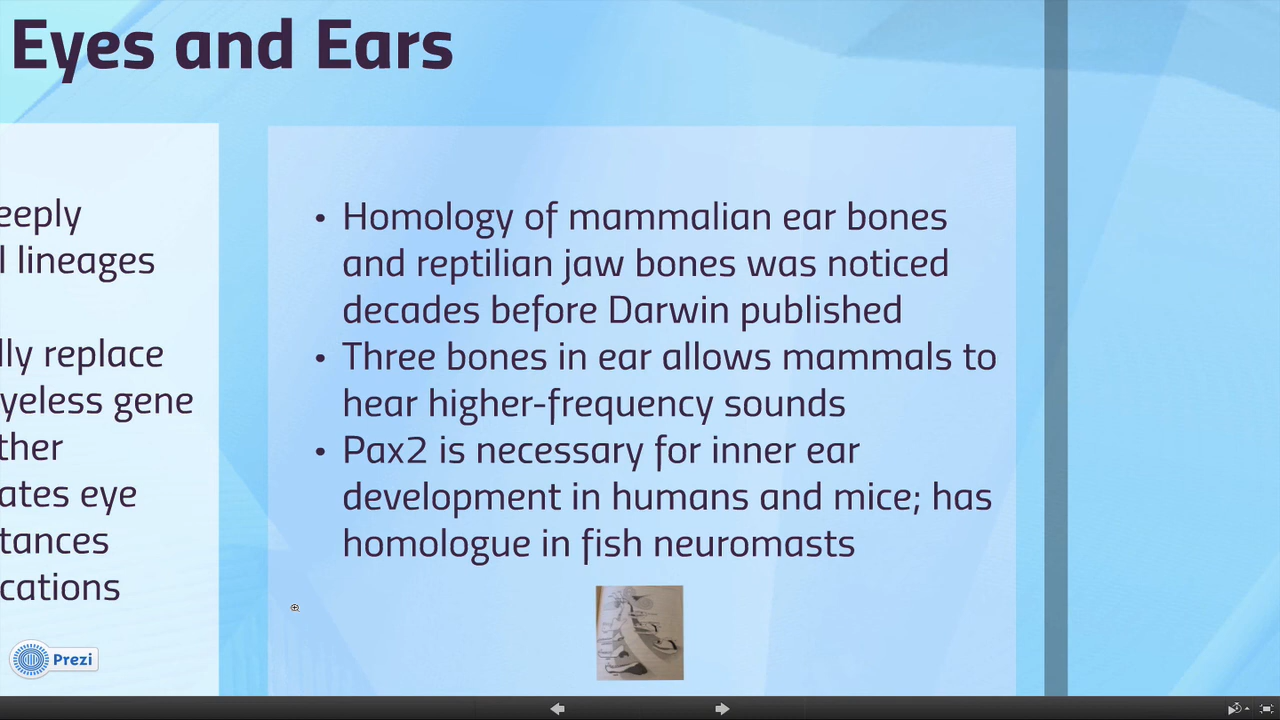 Eyes and Ears
eeply
l lineages
lly replace
yeless gene
ther
ates eye
tances
cations
• Homology of mammalian ear bones
and reptilian jaw bones was noticed
decades before Darwin published
• Three bones in ear allows mammals to
hear higher-frequency sounds
• Pax2 is necessary for inner ear
development in humans and mice; has
homologue in fish neuromasts
Prezi